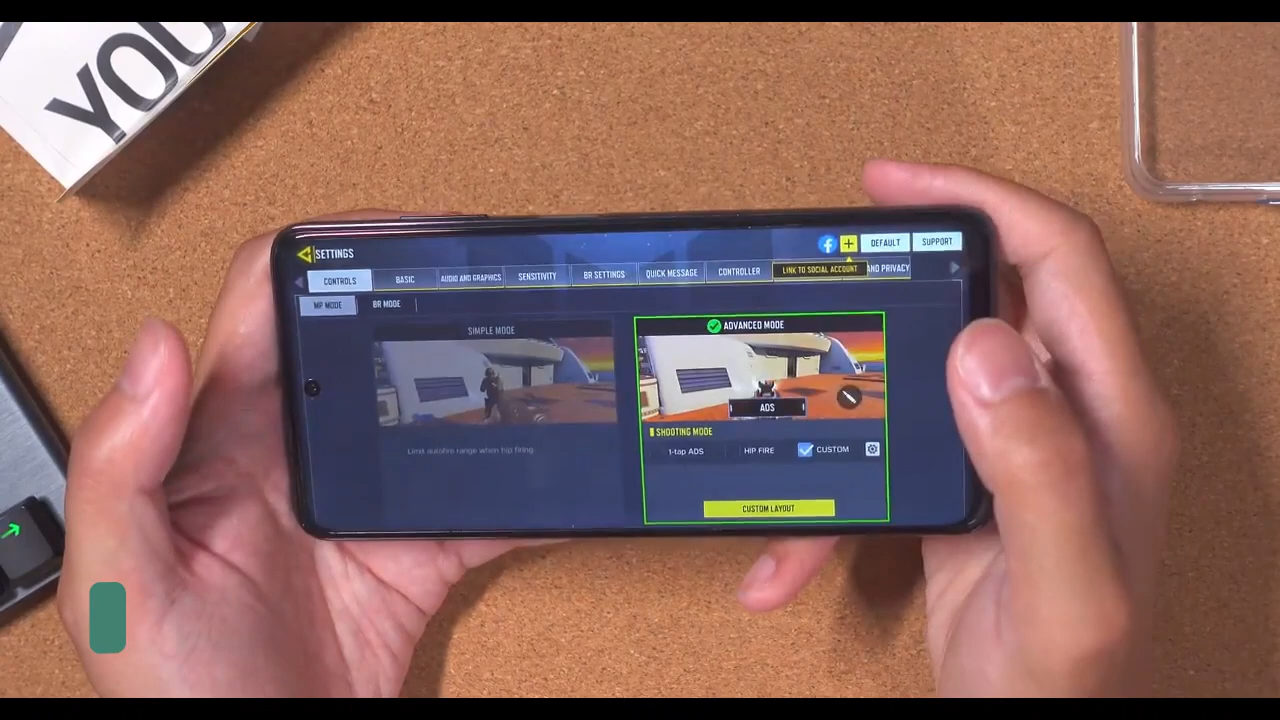 YOU
SETTINGS
DEFAULT
SUPPORT
CONTROLS
BASIC
AUDIO AND GRAPHICS
SENSITIVITY
BR SETTINGS
QUICK MESSAGE
CONTROLLER
LINK TO SOCIAL ACCOUNT
AND PRIVACY
MP MODE
BR MODE
SIMPLE MODE
ADVANCED MODE
ADS
Limit autofire range when hip firing.
SHOOTING MODE
1-tap ADS
HIP FIRE
CUSTOM
CUSTOM LAYOUT